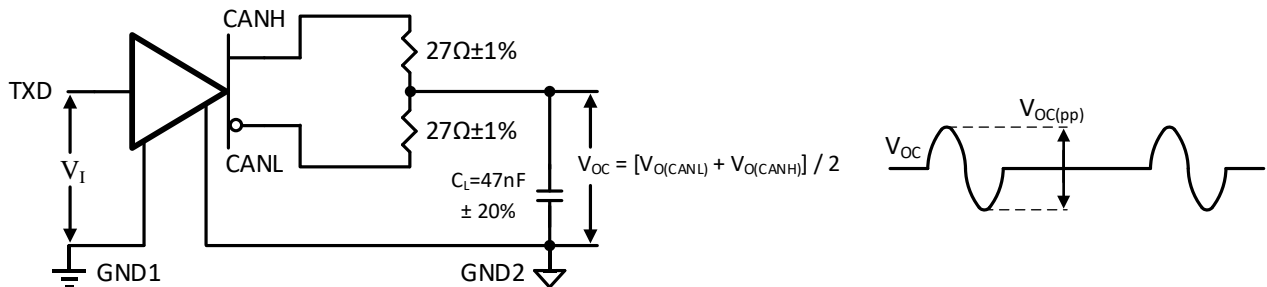 CANH
27Ω±1%
TXD
27Ω±1%
CANL
V_I
C_L=47nF
± 20%
V_OC = [V_O(CANL) + V_O(CANH)] / 2
GND1
GND2
V_OC(pp)
V_OC